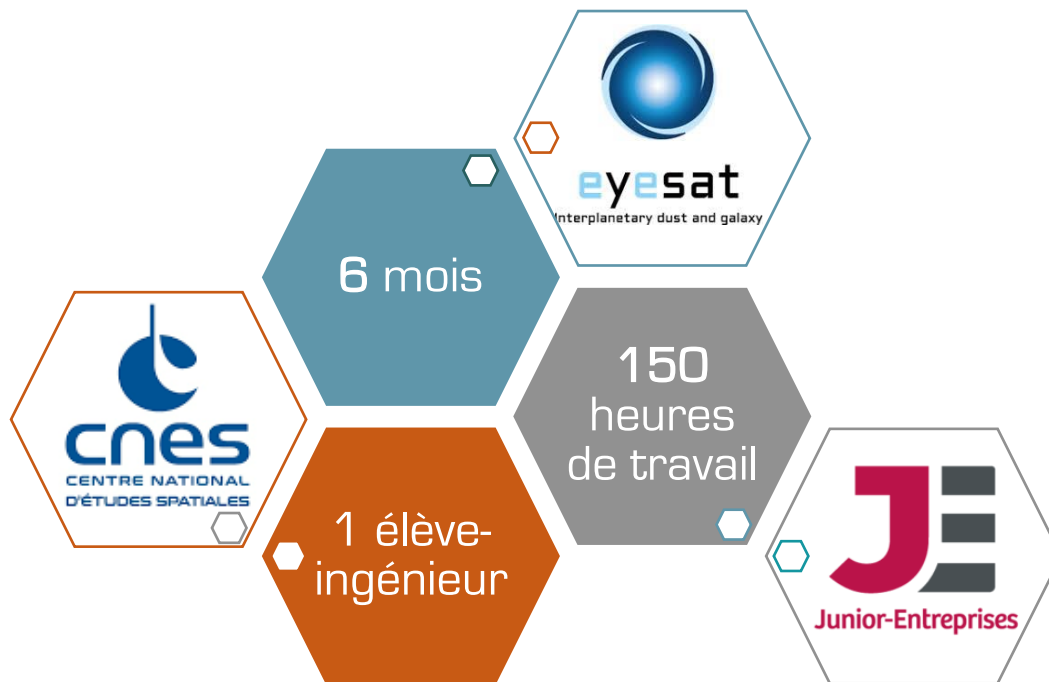 eyesat
Interplanetary dust and galaxy
6 mois
150
heures
de travail
cnes
CENTRE NATIONAL
D'ÉTUDES SPATIALES
1 élève-
ingénieur
JE
Junior-Entreprises